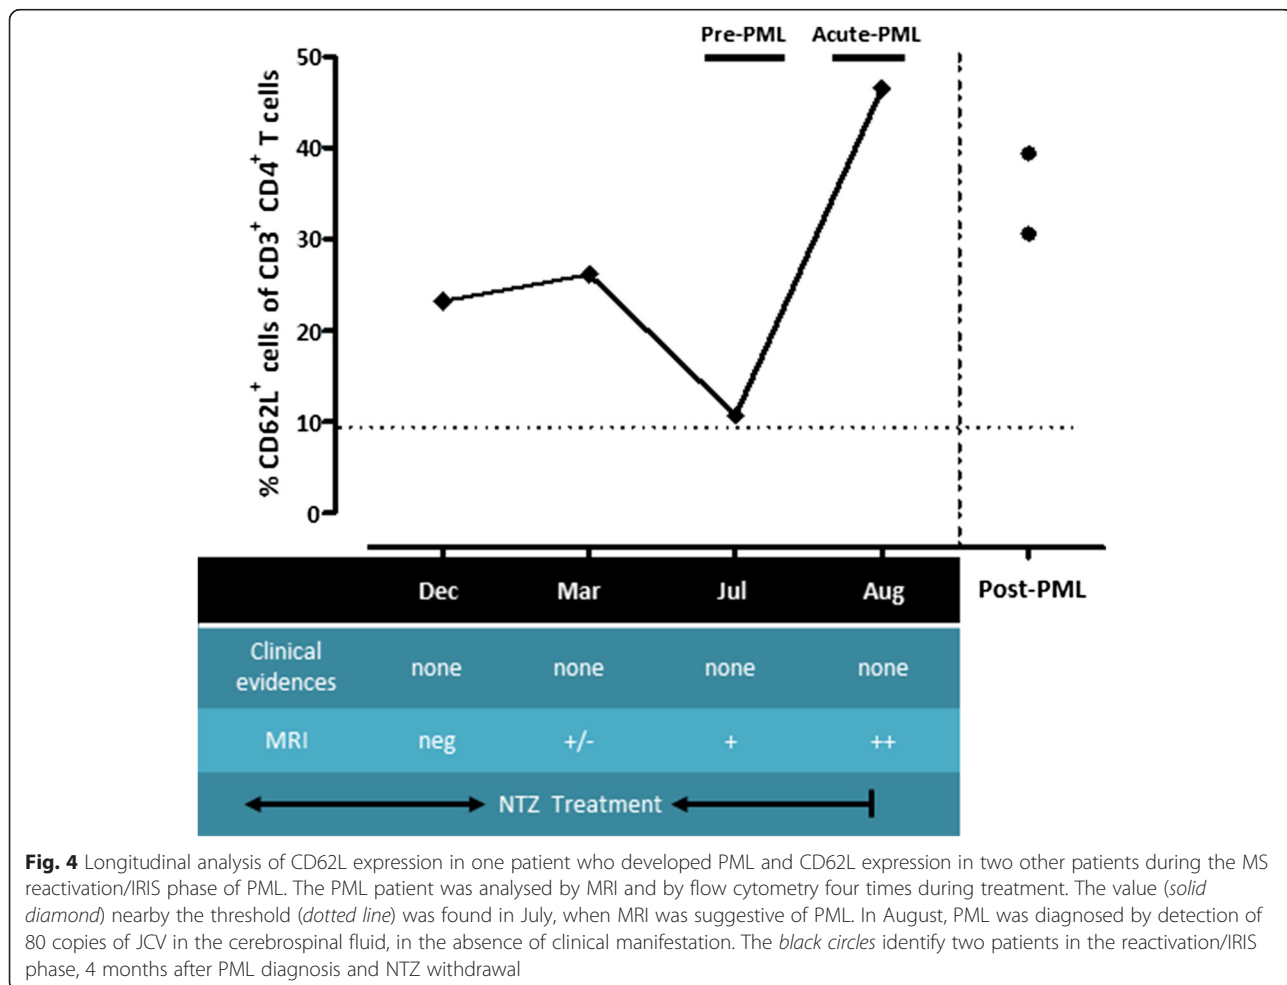 Pre-PML Acute-PML
50
40
30
20
10
0
% CD62L+ cells of CD3+ CD4+ T cells
Dec Mar Jul Aug Post-PML
Clinical evidences none none none none
MRI neg +/- + ++
NTZ Treatment
Fig. 4 Longitudinal analysis of CD62L expression in one patient who developed PML and CD62L expression in two other patients during the MS
reactivation/IRIS phase of PML. The PML patient was analysed by MRI and by flow cytometry four times during treatment. The value (solid
diamond) nearby the threshold (dotted line) was found in July, when MRI was suggestive of PML. In August, PML was diagnosed by detection of
80 copies of JCV in the cerebrospinal fluid, in the absence of clinical manifestation. The black circles identify two patients in the reactivation/IRIS
phase, 4 months after PML diagnosis and NTZ withdrawal